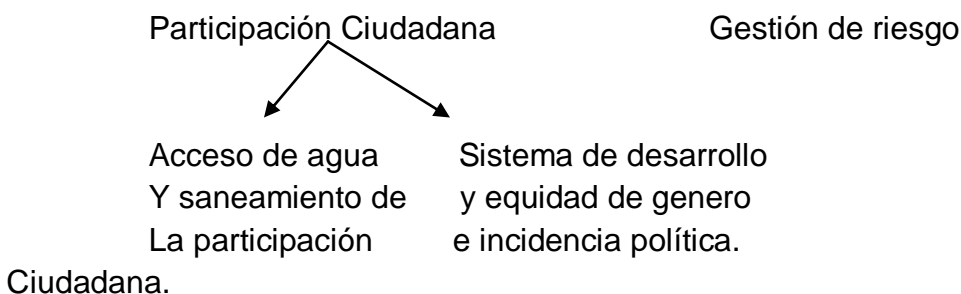 Participación Ciudadana Gestión de riesgo
Acceso de agua Sistema de desarrollo
Y saneamiento de y equidad de genero
La participación e incidencia política.
Ciudadana.